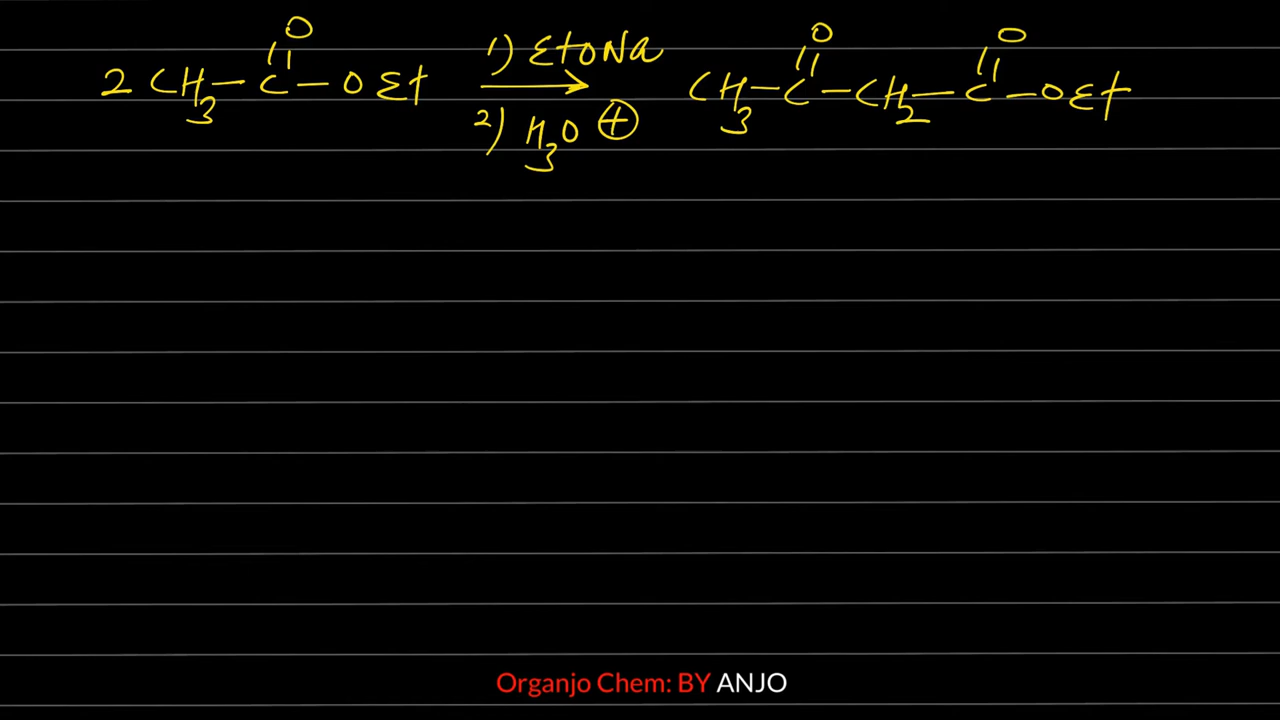 O O O
2 CH3 – C – OEt 1) EtONa CH3 – C – CH2 – C – OEt
2) H3O ⊕
Organjo Chem: BY ANJO